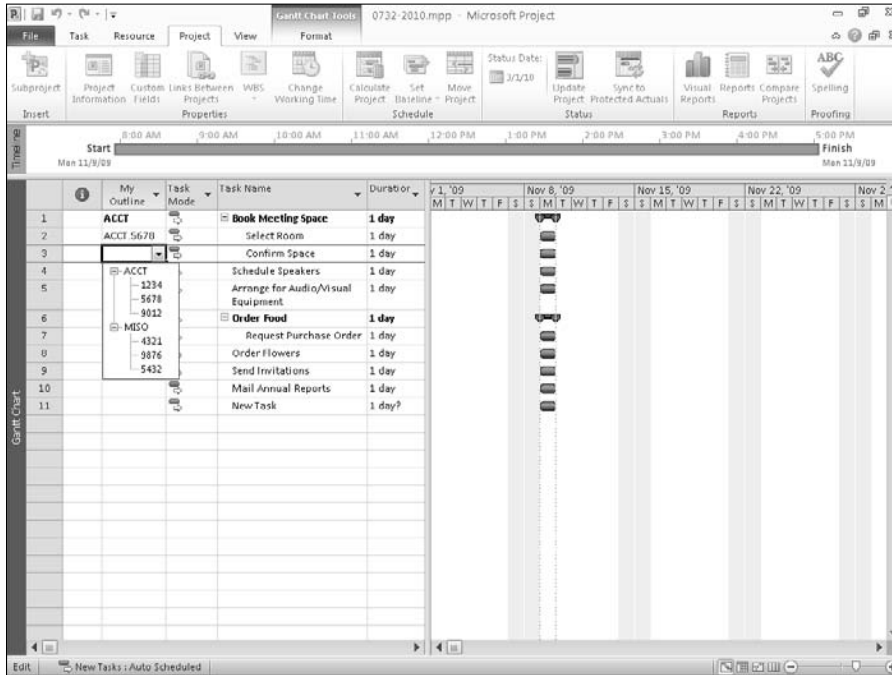 Gantt Chart Tools 0732-2010.mpp - Microsoft Project
File Task Resource Project View Format
Subproject
Project Information
Custom Fields
Links Between Projects
WBS
Change Working Time
Calculate Project
Set Baseline
Move Project
Status Date:
3/1/10
Update Project
Sync to Protected Actuals
Visual Reports
Reports
Compare Projects
ABC
Spelling
Insert Properties Schedule Status Reports Proofing
Timeline
8:00 AM 9:00 AM 10:00 AM 11:00 AM 12:00 PM 1:00 PM 2:00 PM 3:00 PM 4:00 PM 5:00 PM
Start Finish
Mon 11/9/09 Mon 11/9/09
My Outline Task Mode Task Name Duration
v 1, '09 Nov 8, '09 Nov 15, '09 Nov 22, '09 Nov 2
M T W T F S S M T W T F S S M T W T F S S M T W T F S S M
1 ACCT Book Meeting Space 1 day
2 ACCT.5678 Select Room 1 day
3 Confirm Space 1 day
4 Schedule Speakers 1 day
5 Arrange for Audio/Visual Equipment 1 day
6 Order Food 1 day
7 Request Purchase Order 1 day
8 Order Flowers 1 day
9 Send Invitations 1 day
10 Mail Annual Reports 1 day
11 New Task 1 day?
ACCT
1234
5678
9012
MISO
4321
9876
5432
Gantt Chart
Edit New Tasks : Auto Scheduled